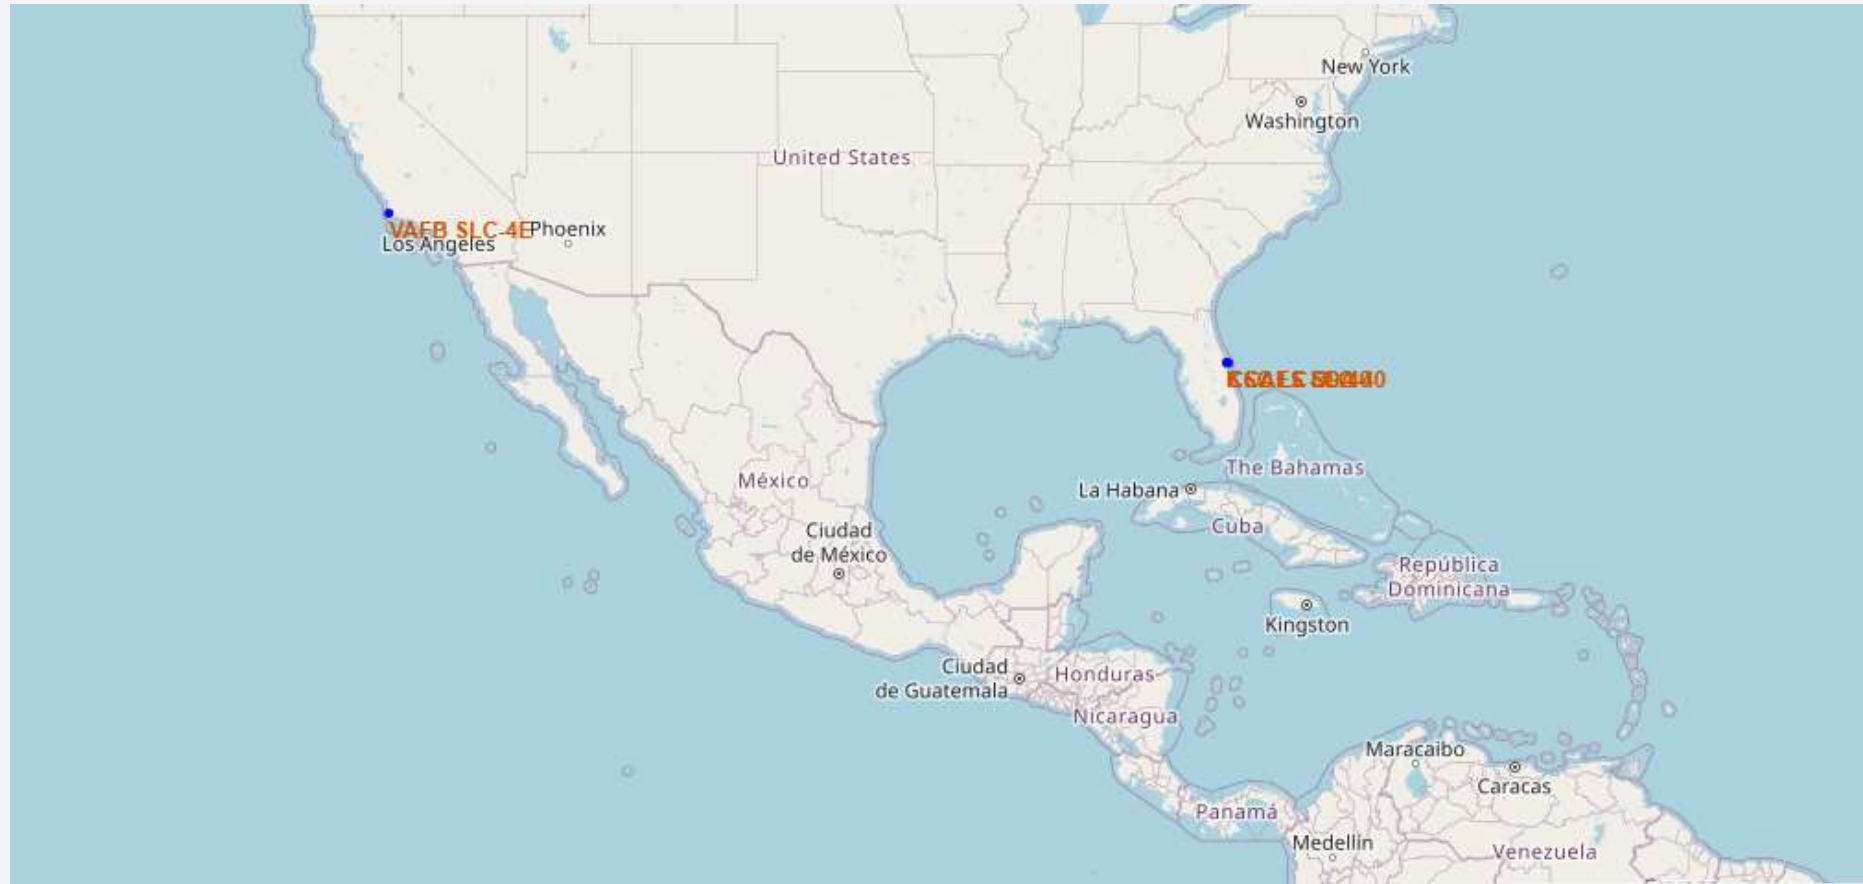 New York
Washington
United States
VAFB SLC-4E
Phoenix
Los Angeles
The Bahamas
México
La Habana
Cuba
Ciudad
de México
República
Dominicana
Kingston
Ciudad
de Guatemala
Honduras
Nicaragua
Maracaibo
Caracas
Panamá
Medellín
Venezuela